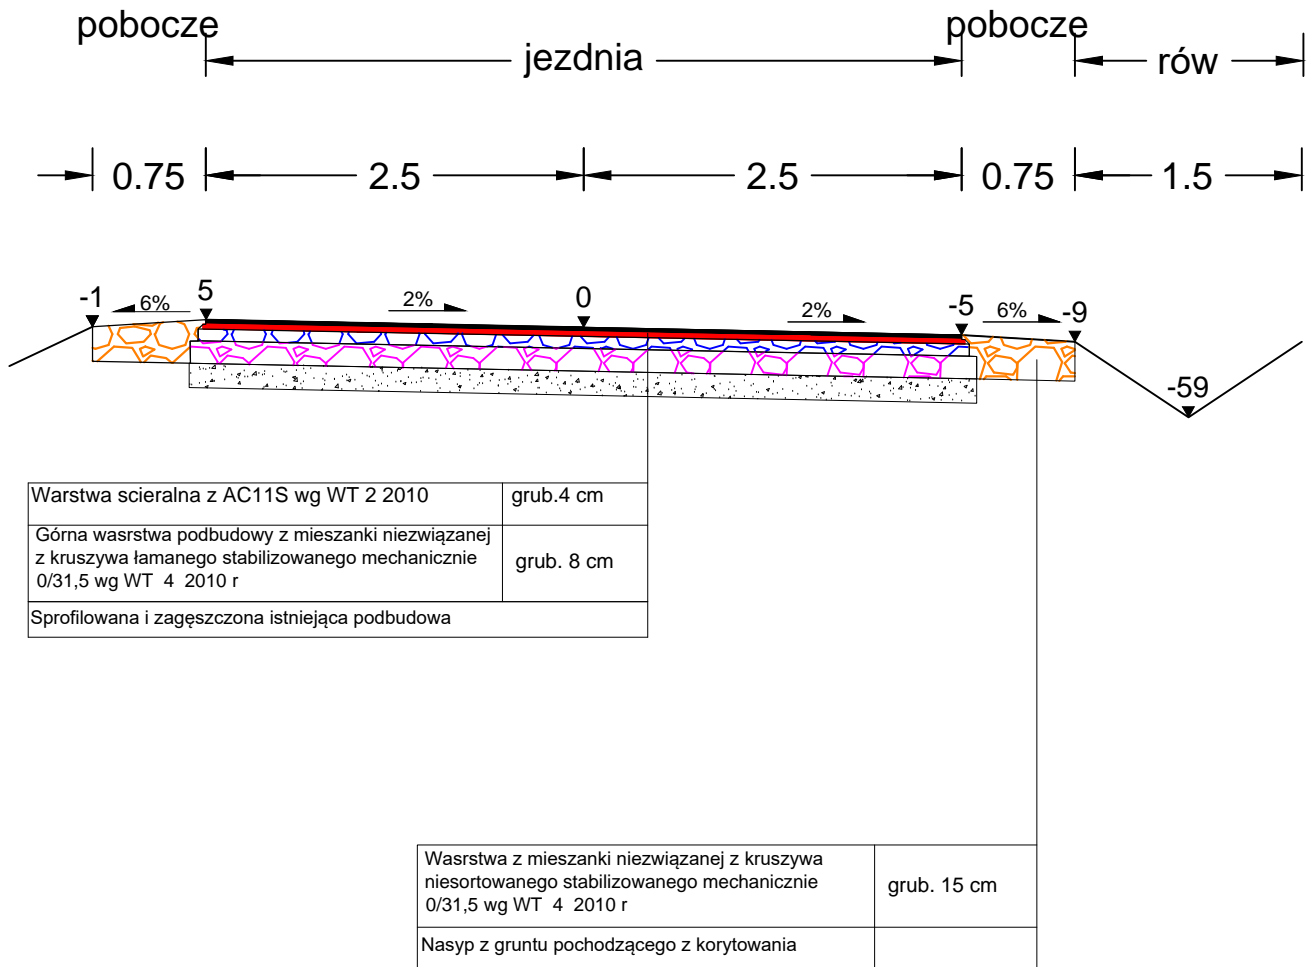 pobocze
pobocze
jezdnia
rów
0.75
2.5
2.5
0.75
1.5
-1
6%
5
2%
0
2%
-5
6%
-9
-59
Warstwa scieralna z AC11S wg WT 2 2010
grub.4 cm
Górna wasrstwa podbudowy z mieszanki niezwiązanej
z kruszywa łamanego stabilizowanego mechanicznie
0/31,5 wg WT 4 2010 r
grub. 8 cm
Sprofilowana i zagęszczona istniejąca podbudowa
Wasrstwa z mieszanki niezwiązanej z kruszywa
niesortowanego stabilizowanego mechanicznie
0/31,5 wg WT 4 2010 r
grub. 15 cm
Nasyp z gruntu pochodzącego z korytowania